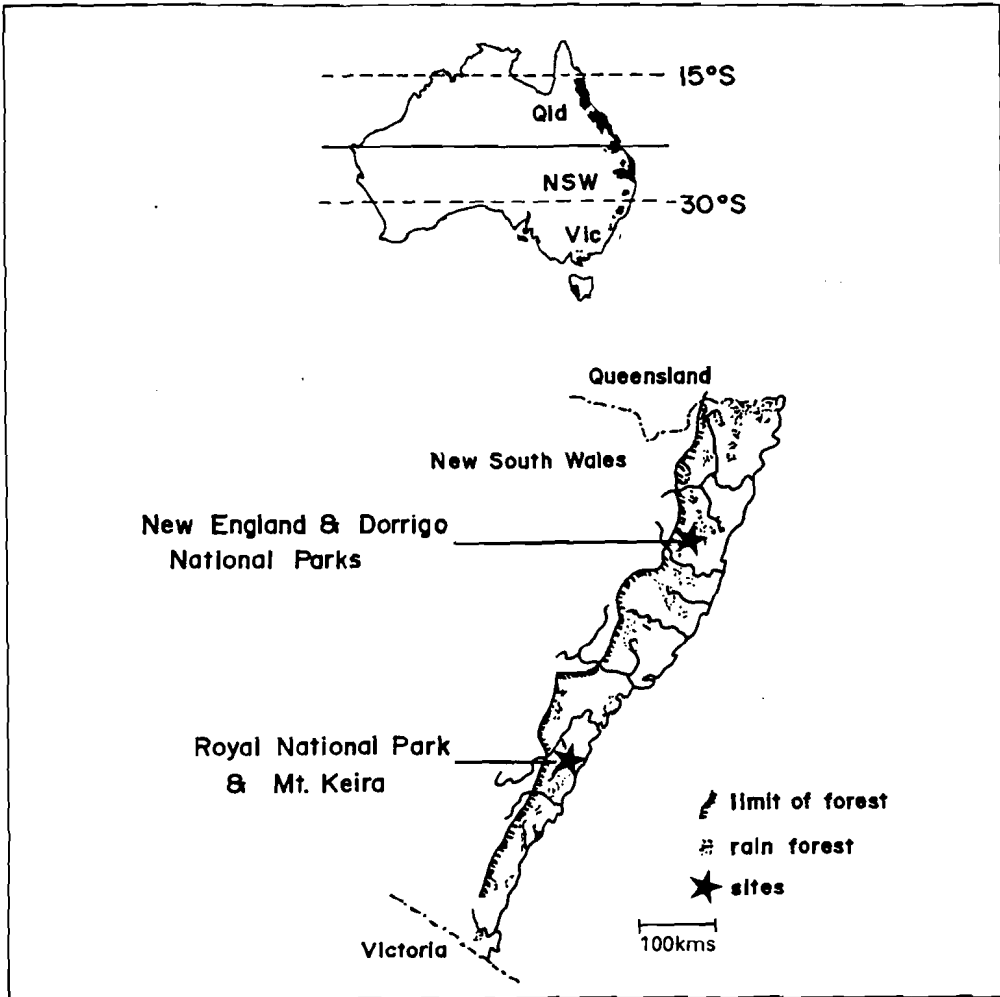 15°S
Qld
NSW
30°S
Vic
Queensland
New South Wales
New England & Dorrigo
National Parks
Royal National Park
& Mt. Keira
limit of forest
rain forest
sites
100kms
Victoria